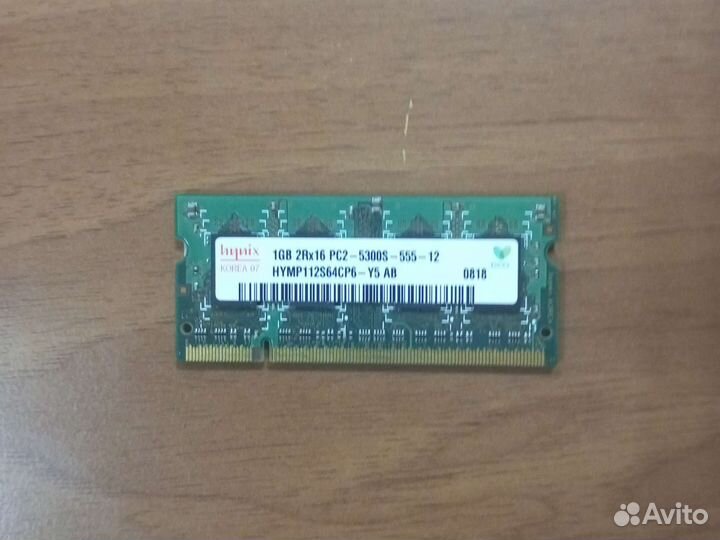 hynix
KOREA 07
1GB 2Rx16 PC2-5300S-555-12
HYMP112S64CP6-Y5 AB
0818
Avito